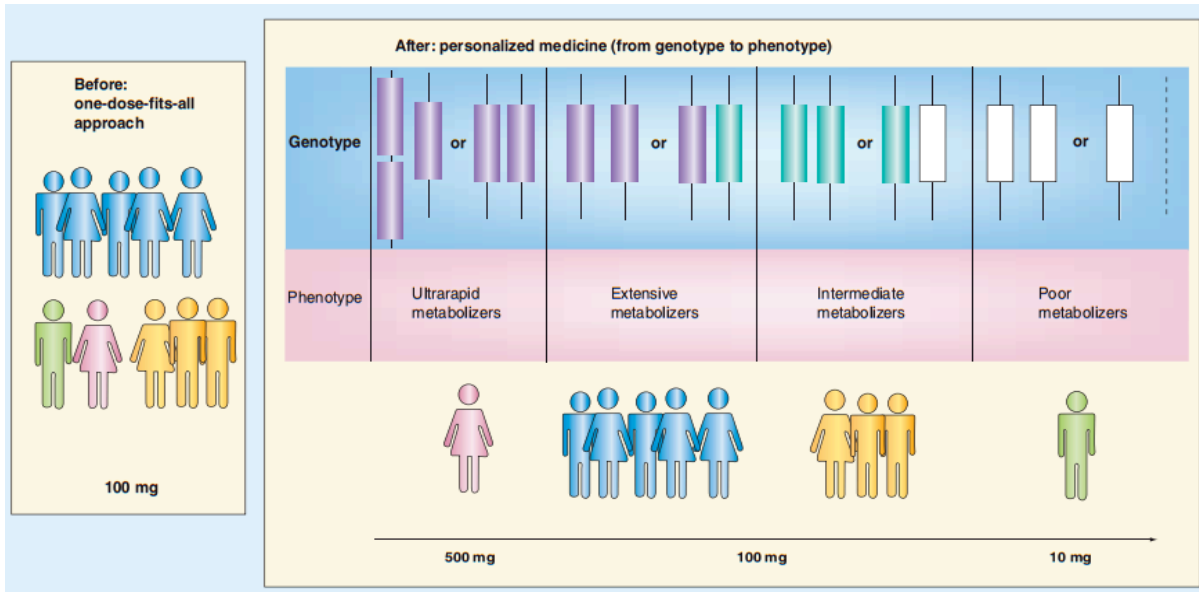 Before:
one-dose-fits-all
approach
100 mg
After: personalized medicine (from genotype to phenotype)
Genotype
or
or
or
or
Phenotype
Ultrarapid
metabolizers
Extensive
metabolizers
Intermediate
metabolizers
Poor
metabolizers
500 mg
100 mg
10 mg